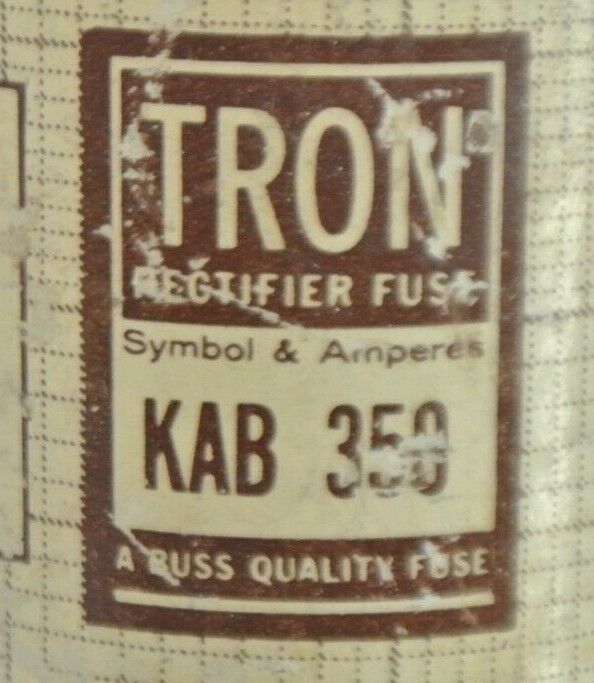 TRON
RECTIFIER FUSE
Symbol & Amperes
KAB 350
A BUSS QUALITY FUSE